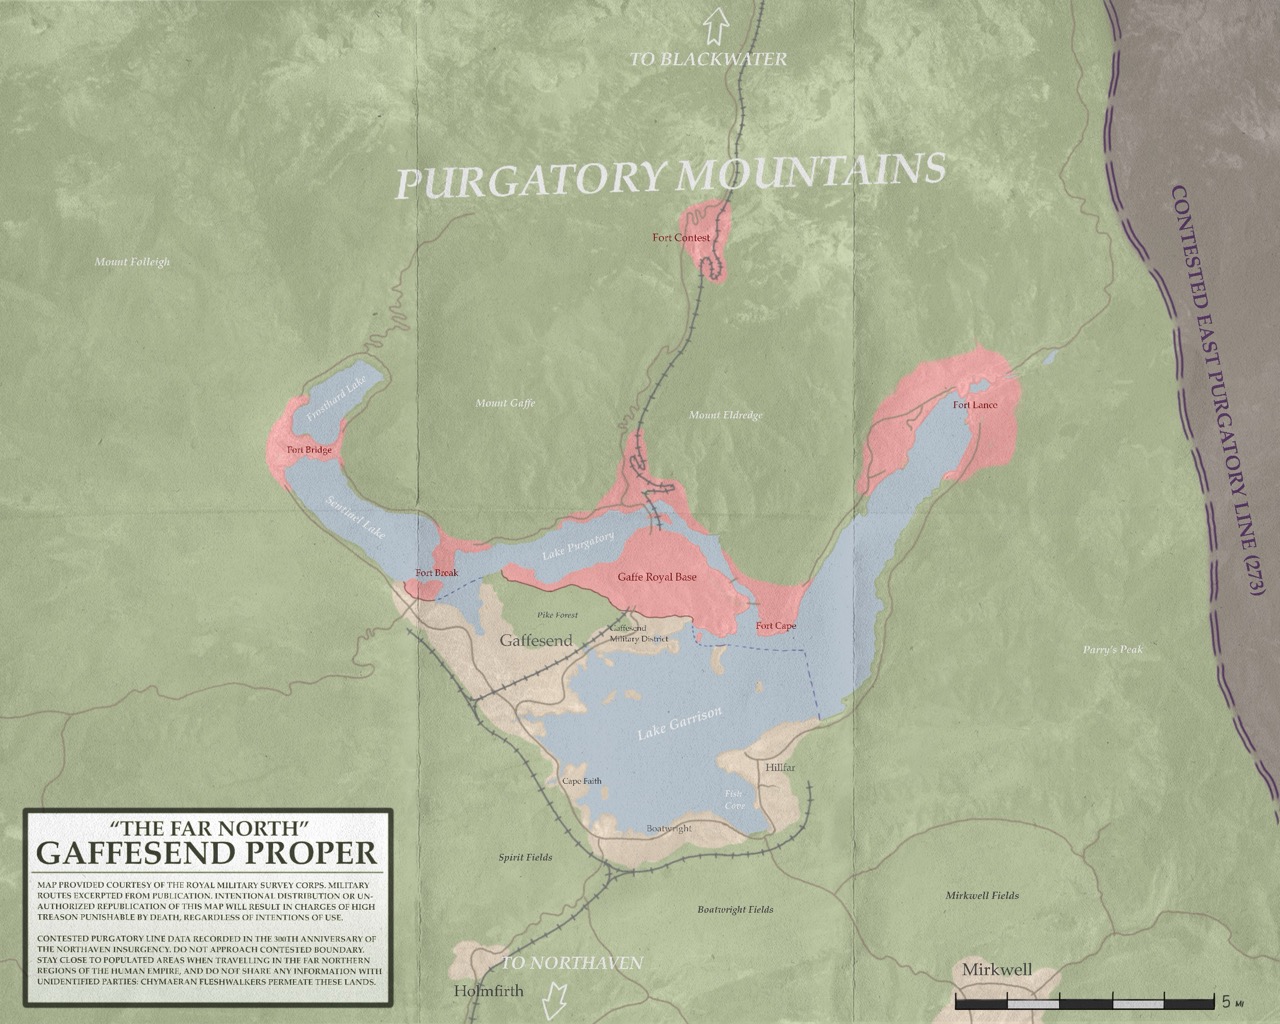 TO BLACKWATER
PURGATORY MOUNTAINS
CONTESTED EAST PURGATORY LINE (273)
Fort Contest
Mount Folleigh
Frosthard Lake
Mount Gaffe
Mount Eldredge
Fort Lance
Fort Bridge
Sentinel Lake
Lake Purgatory
Fort Break
Gaffe Royal Base
Pike Forest
Gaffesend
Gaffesend
Military District
Fort Cape
Parry's Peak
Lake Garrison
Hillfar
Cape Faith
Fish
Cove
Boatwright
Spirit Fields
Boatwright Fields
Mirkwell Fields
TO NORTHAVEN
Holmfirth
Mirkwell
5 MI
"THE FAR NORTH"
GAFFESEND PROPER
MAP PROVIDED COURTESY OF THE ROYAL MILITARY SURVEY CORPS. MILITARY
ROUTES EXCERPTED FROM PUBLICATION. INTENTIONAL DISTRIBUTION OR UN-
AUTHORIZED REPUBLICATION OF THIS MAP WILL RESULT IN CHARGES OF HIGH
TREASON PUNISHABLE BY DEATH, REGARDLESS OF INTENTIONS OF USE.
CONTESTED PURGATORY LINE DATA RECORDED IN THE 300TH ANNIVERSARY OF
THE NORTHAVEN INSURGENCY. DO NOT APPROACH CONTESTED BOUNDARY.
STAY CLOSE TO POPULATED AREAS WHEN TRAVELLING IN THE FAR NORTHERN
REGIONS OF THE HUMAN EMPIRE, AND DO NOT SHARE ANY INFORMATION WITH
UNIDENTIFIED PARTIES: CHYMAERAN FLESHWALKERS PERMEATE THESE LANDS.